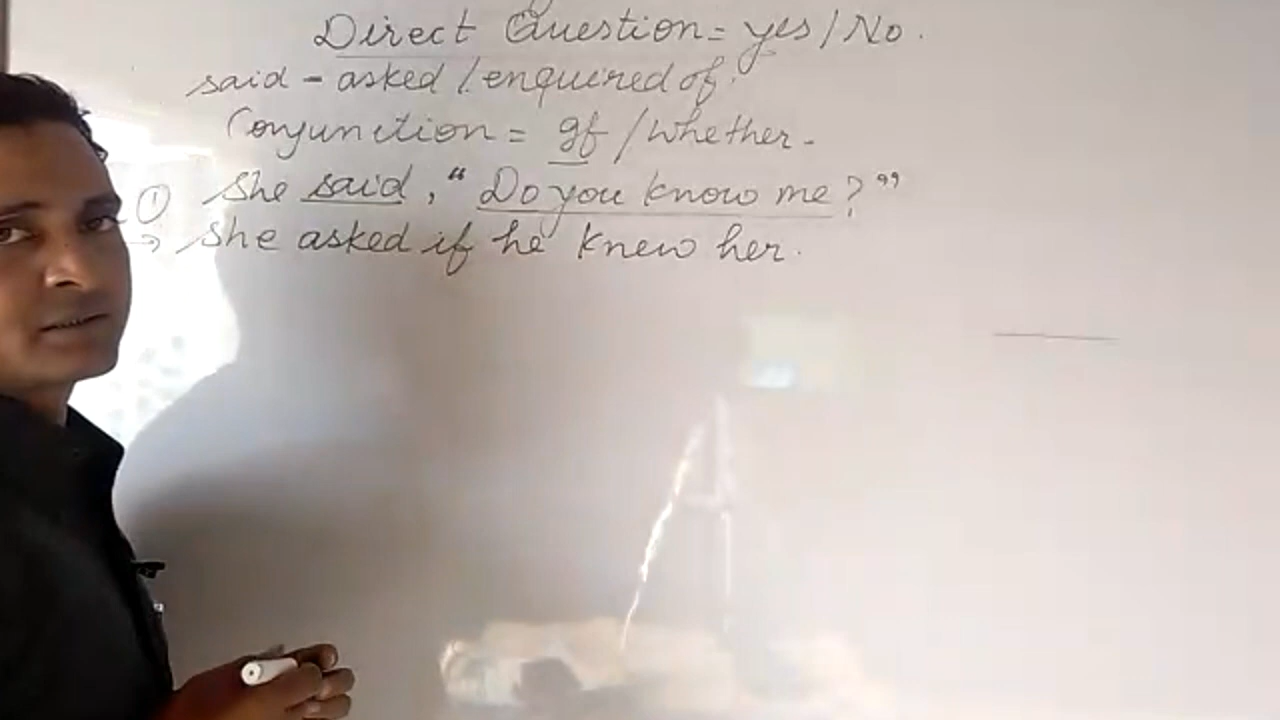 Direct Question = yes / No.
said - asked / enquired of.
Conjunction = If / Whether.
① She said, "Do you know me?"
→ She asked if he knew her.